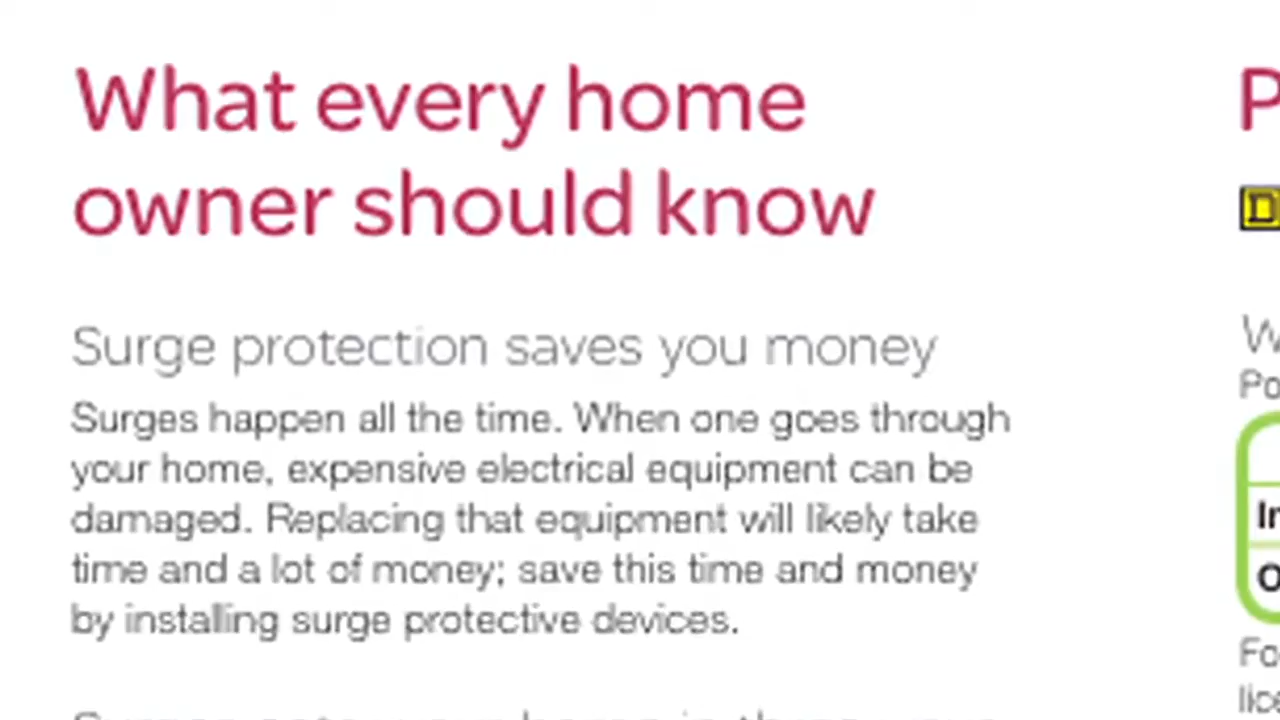 What every home
owner should know
Surge protection saves you money
Surges happen all the time. When one goes through
your home, expensive electrical equipment can be
damaged. Replacing that equipment will likely take
time and a lot of money; save this time and money
by installing surge protective devices.